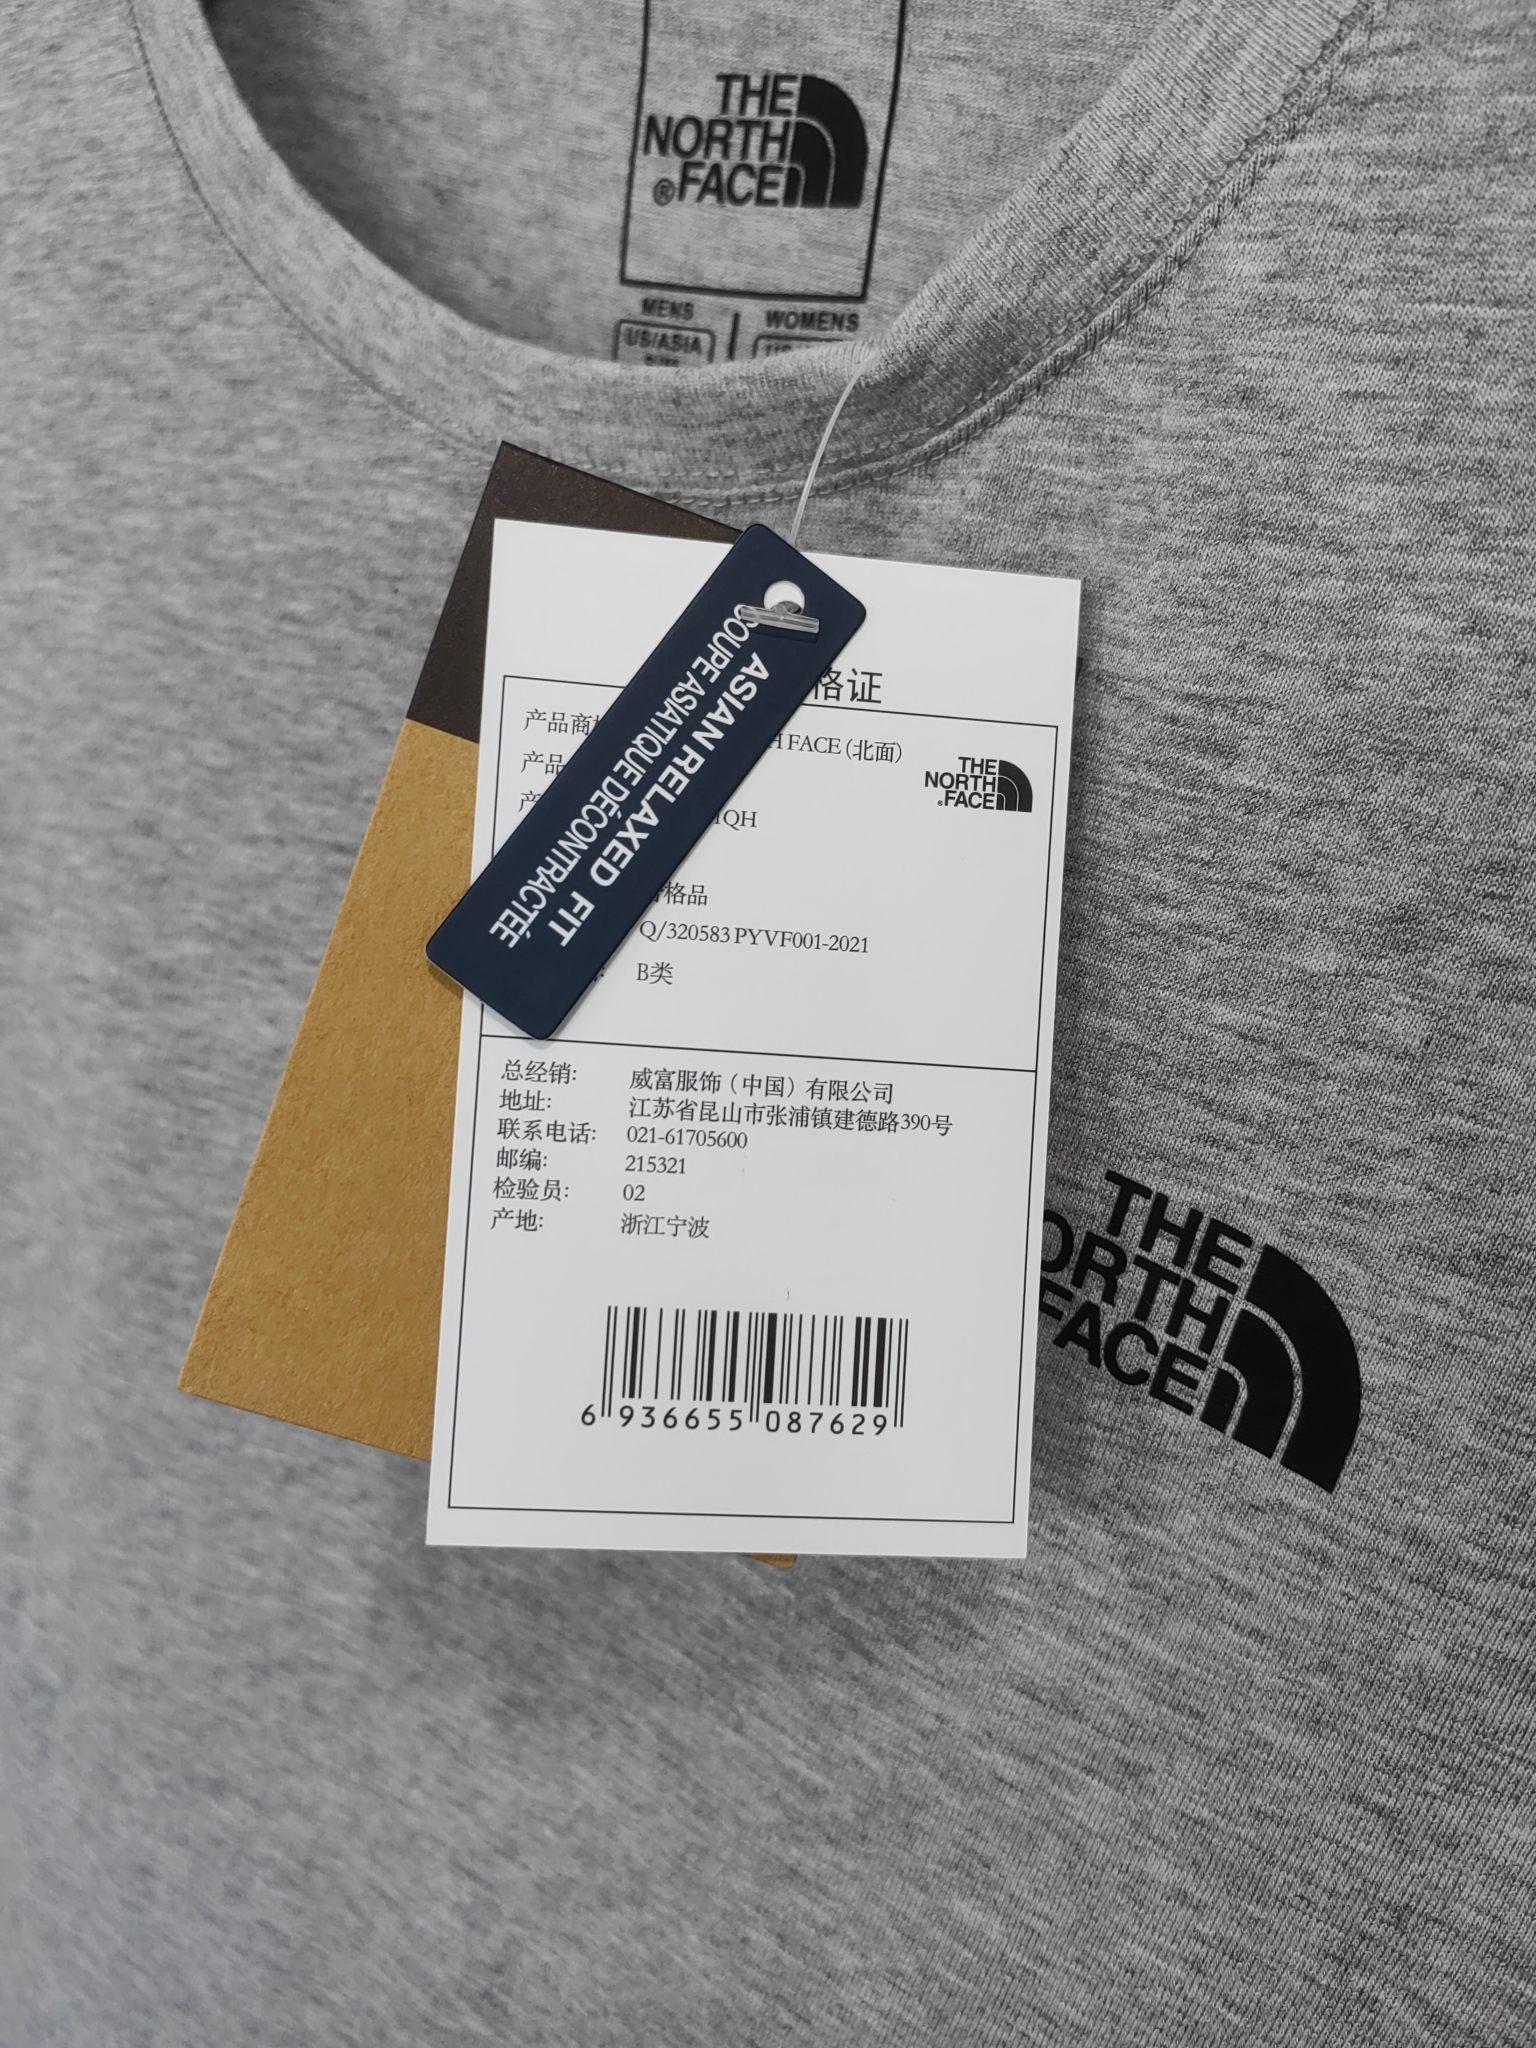 THE
NORTH
®FACE
MENS
US/ASIA
WOMENS
ASIAN RELAXED FIT
COUPE ASIATIQUE DÉCONTRACTÉE
格证
产品商
FACE (北面)
产品
THE
NORTH
®FACE
格品
Q/320583 PYVF001-2021
B类
总经销: 威富服饰（中国）有限公司
地址: 江苏省昆山市张浦镇建德路390号
联系电话: 021-61705600
邮编: 215321
检验员: 02
产地: 浙江宁波
6 936655 087629
THE
ORTH
FACE